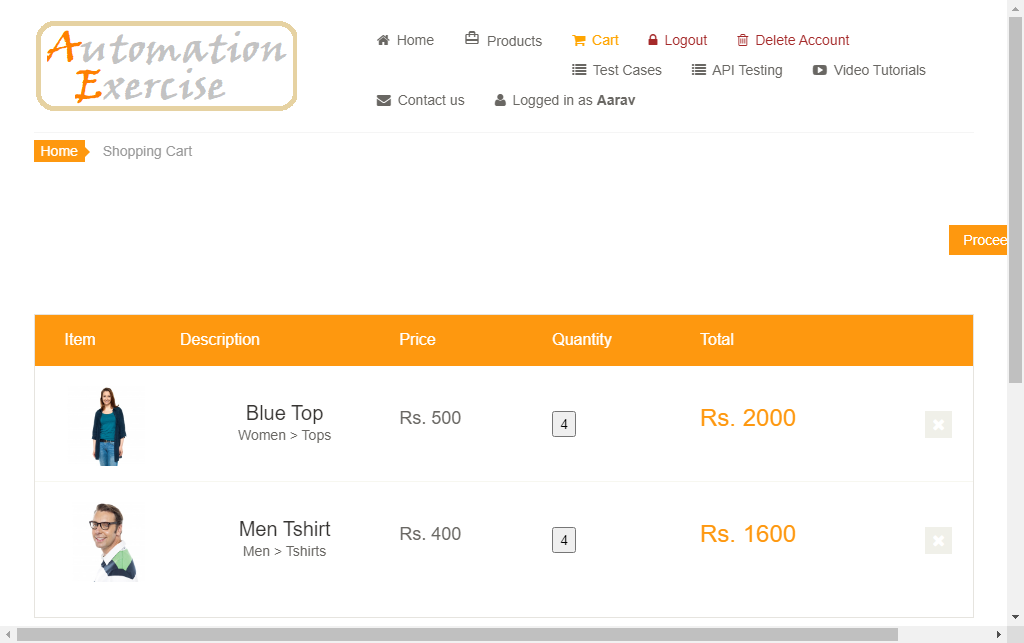 Automation
Exercise
Home Products Cart Logout Delete Account
Test Cases API Testing Video Tutorials
Contact us Logged in as Aarav
Home Shopping Cart
Procee
Item Description Price Quantity Total
Blue Top Rs. 500 4 Rs. 2000
Women > Tops
Men Tshirt Rs. 400 4 Rs. 1600
Men > Tshirts